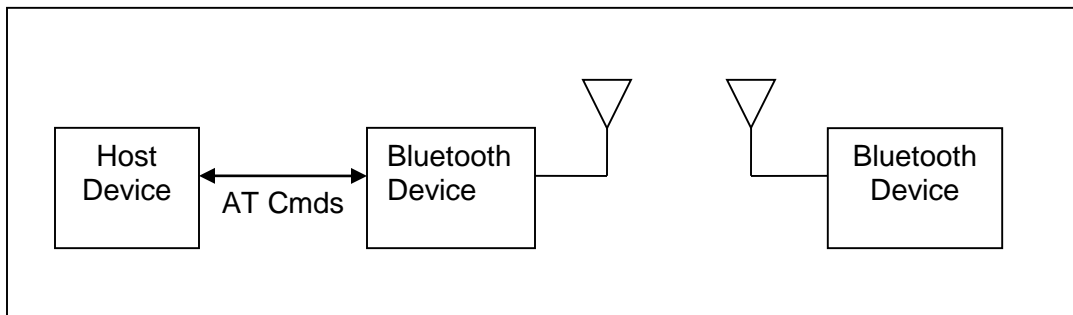 Host
Device
AT Cmds
Bluetooth
Device
Bluetooth
Device